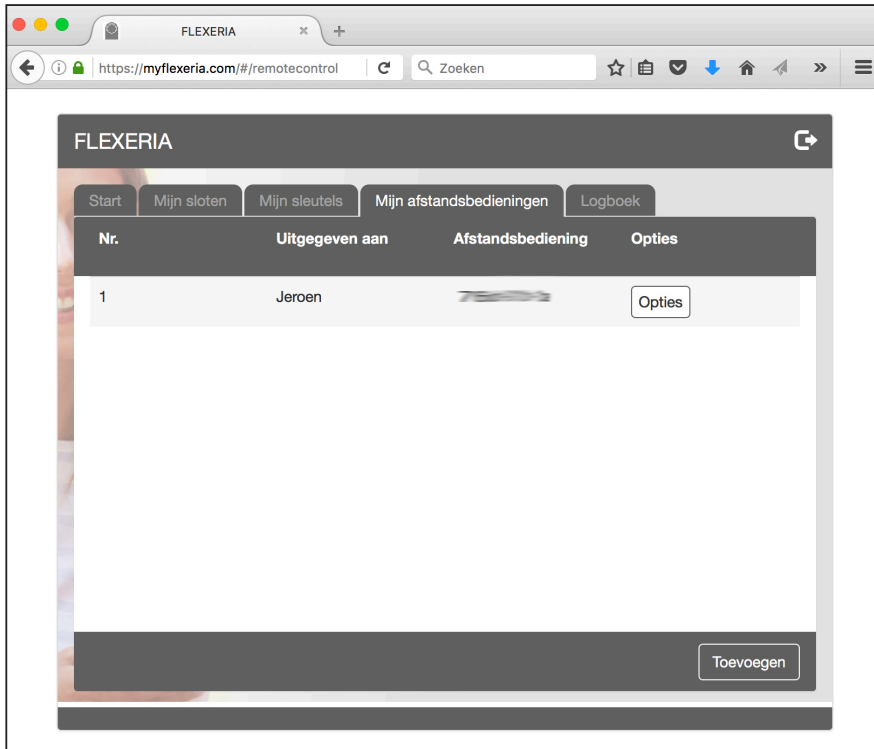 FLEXERIA
https://myflexeria.com/#/remotecontrol
Zoeken
FLEXERIA
Start Mijn sloten Mijn sleutels Mijn afstandsbedieningen Logboek
Nr. Uitgegeven aan Afstandsbediening Opties
1 Jeroen Opties
Toevoegen